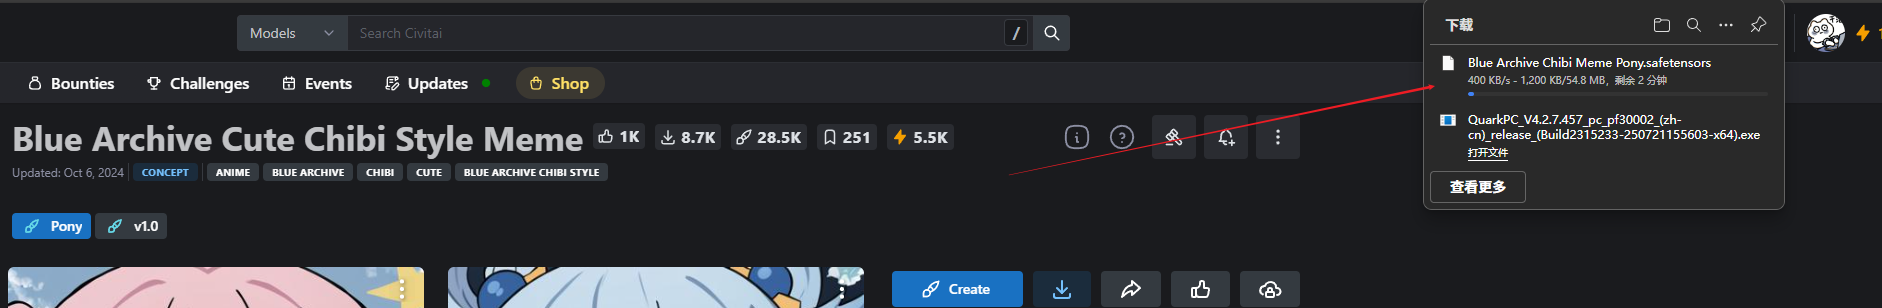 Models
Search Civitai
/
下载
Blue Archive Chibi Meme Pony.safetensors
400 KB/s - 1,200 KB/54.8 MB，剩余 2 分钟
QuarkPC_V4.2.7.457_pc_pf30002_(zh-
cn)_release_(Build2315233-250721155603-x64).exe
打开文件
查看更多
Bounties
Challenges
Events
Updates
Shop
Blue Archive Cute Chibi Style Meme
1K
8.7K
28.5K
251
5.5K
Updated: Oct 6, 2024
CONCEPT
ANIME
BLUE ARCHIVE
CHIBI
CUTE
BLUE ARCHIVE CHIBI STYLE
Pony
v1.0
Create